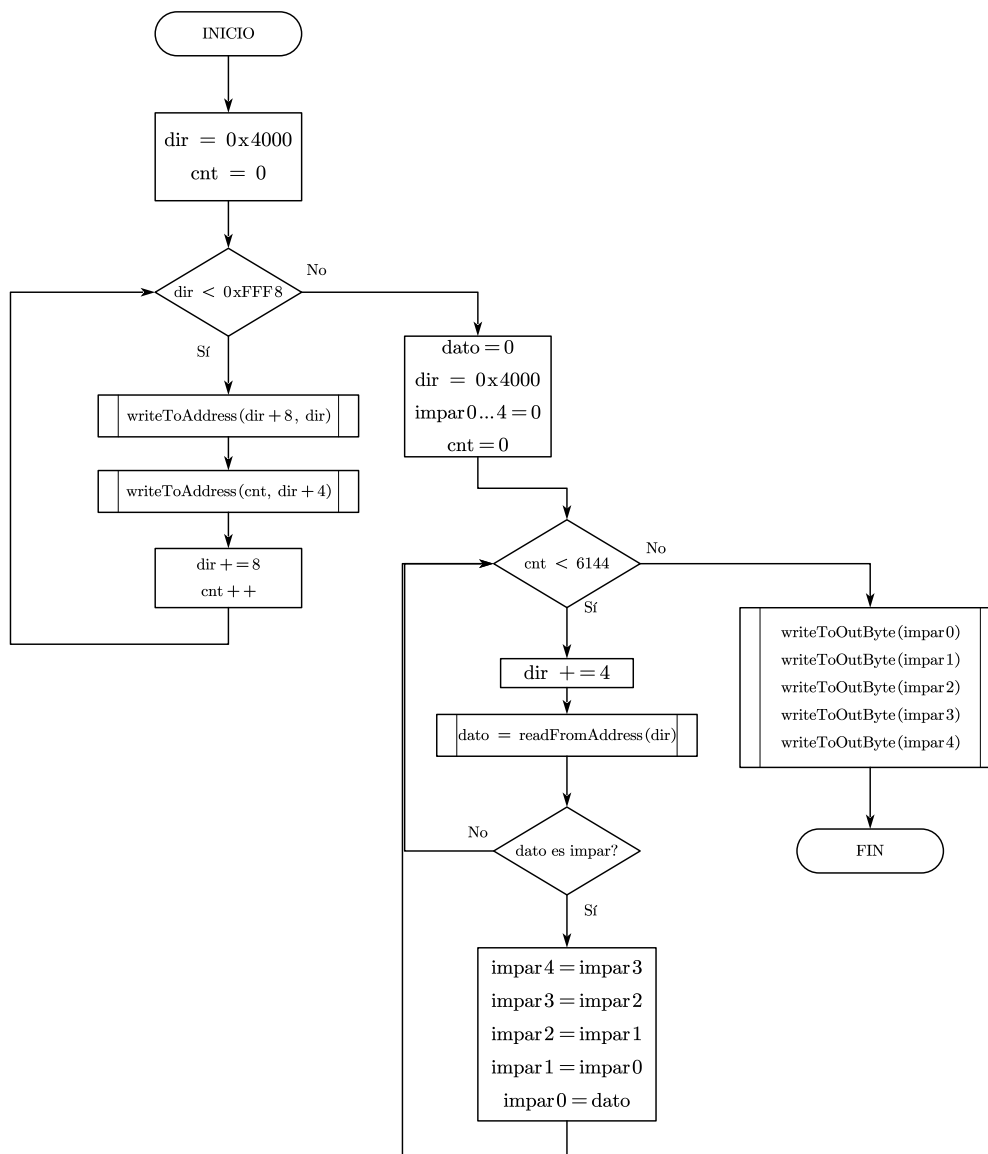 INICIO
dir = 0x4000
cnt = 0
dir < 0xFFF8
No
Sí
writeToAddress(dir+8, dir)
writeToAddress(cnt, dir+4)
dir+=8
cnt++
dato=0
dir = 0x4000
impar0...4=0
cnt=0
cnt < 6144
No
Sí
dir +=4
dato = readFromAddress(dir)
dato es impar?
No
Sí
impar4=impar3
impar3=impar2
impar2=impar1
impar1=impar0
impar0=dato
writeToOutByte(impar0)
writeToOutByte(impar1)
writeToOutByte(impar2)
writeToOutByte(impar3)
writeToOutByte(impar4)
FIN